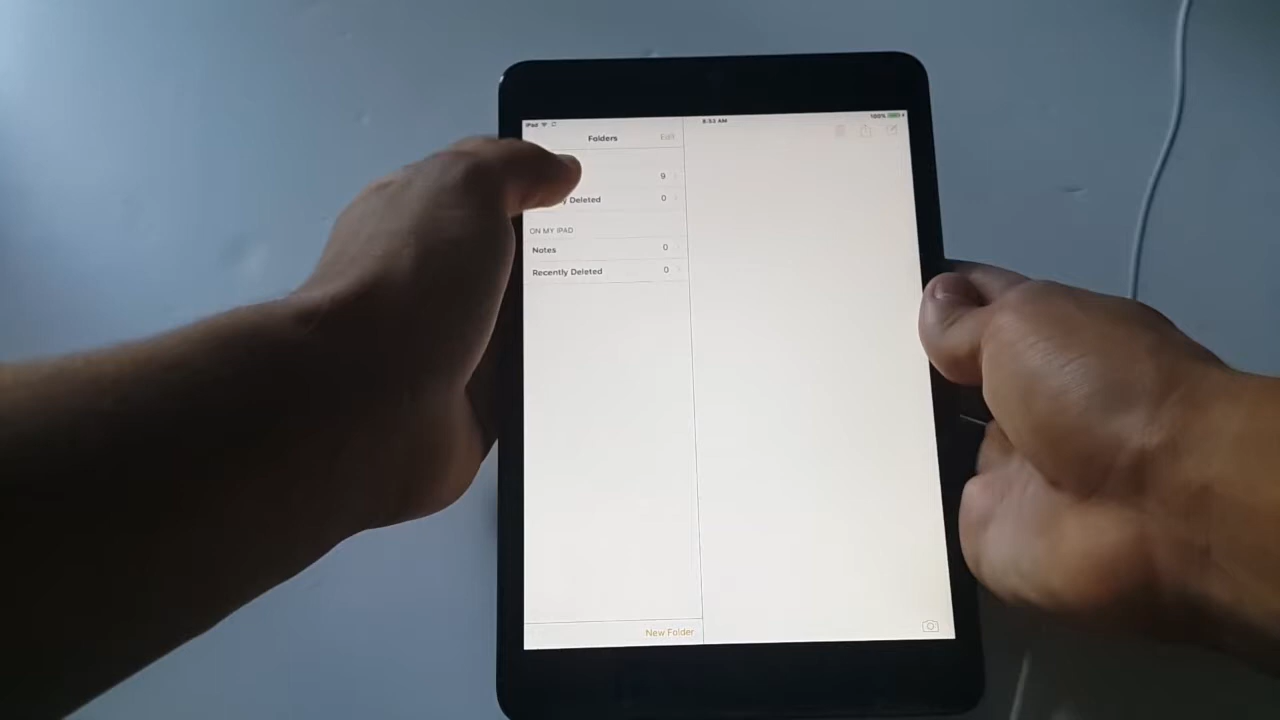 iPad 8:53 AM 100%
Folders Edit
9
Deleted 0
ON MY IPAD
Notes 0
Recently Deleted 0
New Folder